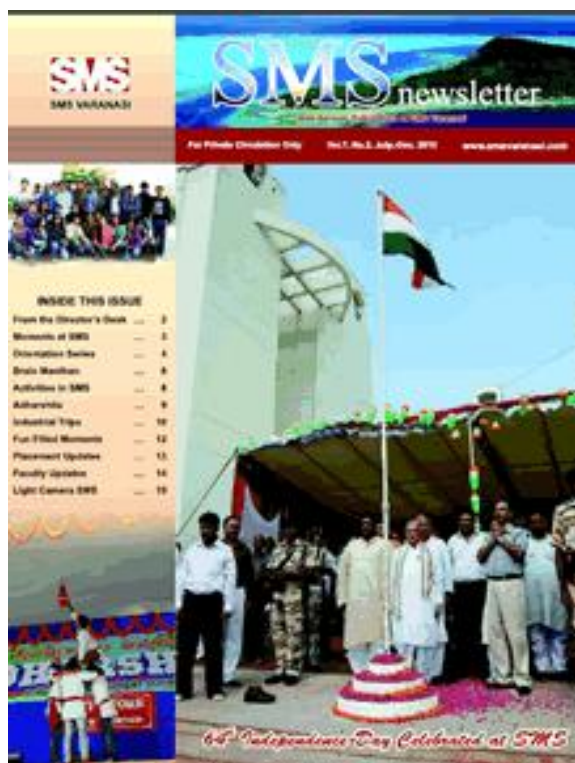 SMS
SMS VARANASI
SMS newsletter
For Private Circulation Only Vol.7, No.2, July-Dec. 2010 www.smsvaranasi.com
INSIDE THIS ISSUE
From the Director's Desk ... 2
Moments at SMS ... 3
Orientation Series ... 4
Brain Manthan ...
Activities in SMS ... 8
Adharshila ... 9
Industrial Trips ... 10
Fun Filled Moments ... 12
Placement Updates ... 13
Faculty Updates ... 14
Light Camera SMS ... 15
64th Independence Day Celebrated at SMS